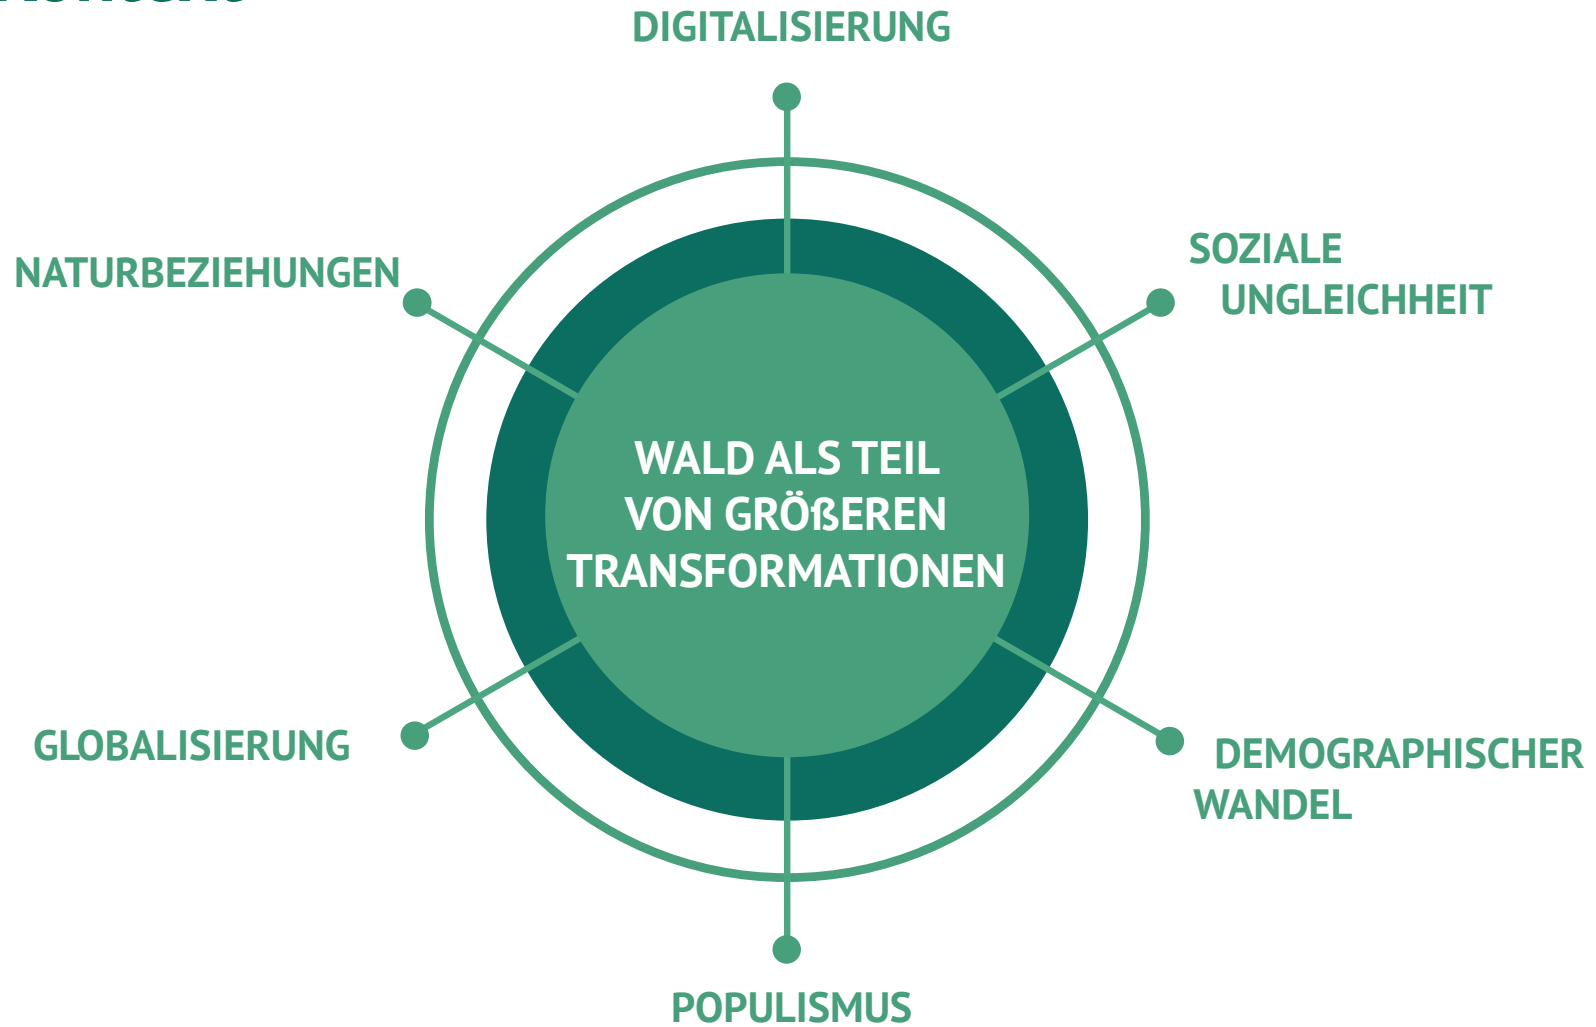 DIGITALISIERUNG
NATURBEZIEHUNGEN
SOZIALE
UNGLEICHHEIT
WALD ALS TEIL
VON GRÖßEREN
TRANSFORMATIONEN
GLOBALISIERUNG
DEMOGRAPHISCHER
WANDEL
POPULISMUS